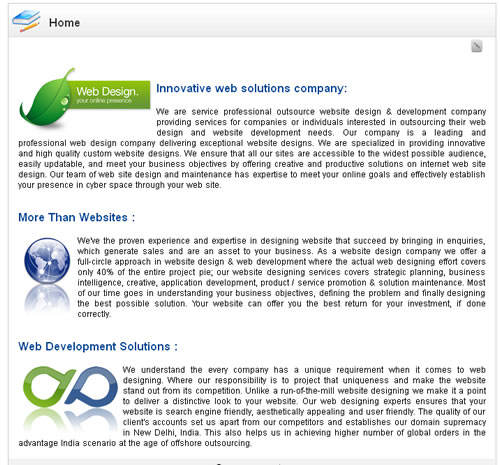 Home
Web Design.
your online presence
Innovative web solutions company:
We are service professional outsource website design & development company
providing services for companies or individuals interested in outsourcing their web
design and website development needs. Our company is a leading and
professional web design company delivering exceptional website designs. We are specialized in providing innovative
and high quality custom website designs. We ensure that all our sites are accessible to the widest possible audience,
easily updatable, and meet your business objectives by offering creative and productive solutions on internet web site
design. Our team of web site design and maintenance has expertise to meet your online goals and effectively establish
your presence in cyber space through your web site.
More Than Websites :
We've the proven experience and expertise in designing website that succeed by bringing in enquiries,
which generate sales and are an asset to your business. As a website design company we offer a
full-circle approach in website design & web development where the actual web designing effort covers
only 40% of the entire project pie; our website designing services covers strategic planning, business
intelligence, creative, application development, product / service promotion & solution maintenance. Most
of our time goes in understanding your business objectives, defining the problem and finally designing
the best possible solution. Your website can offer you the best return for your investment, if done
correctly.
Web Development Solutions :
We understand the every company has a unique requirement when it comes to web
designing. Where our responsibility is to project that uniqueness and make the website
stand out from its competition. Unlike a run-of-the-mill website designing we make it a point
to deliver a distinctive look to your website. Our web designing experts ensures that your
website is search engine friendly, aesthetically appealing and user friendly. The quality of our
client's accounts set us apart from our competitors and establishes our domain supremacy
in New Delhi, India. This also helps us in achieving higher number of global orders in the
advantage India scenario at the age of offshore outsourcing.